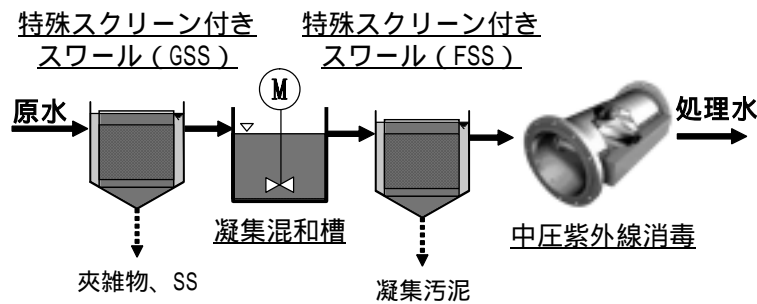 特殊スクリーン付き
スワール（GSS）
特殊スクリーン付き
スワール（FSS）
M
原水
処理水
凝集混和槽
中圧紫外線消毒
夾雑物、SS
凝集汚泥